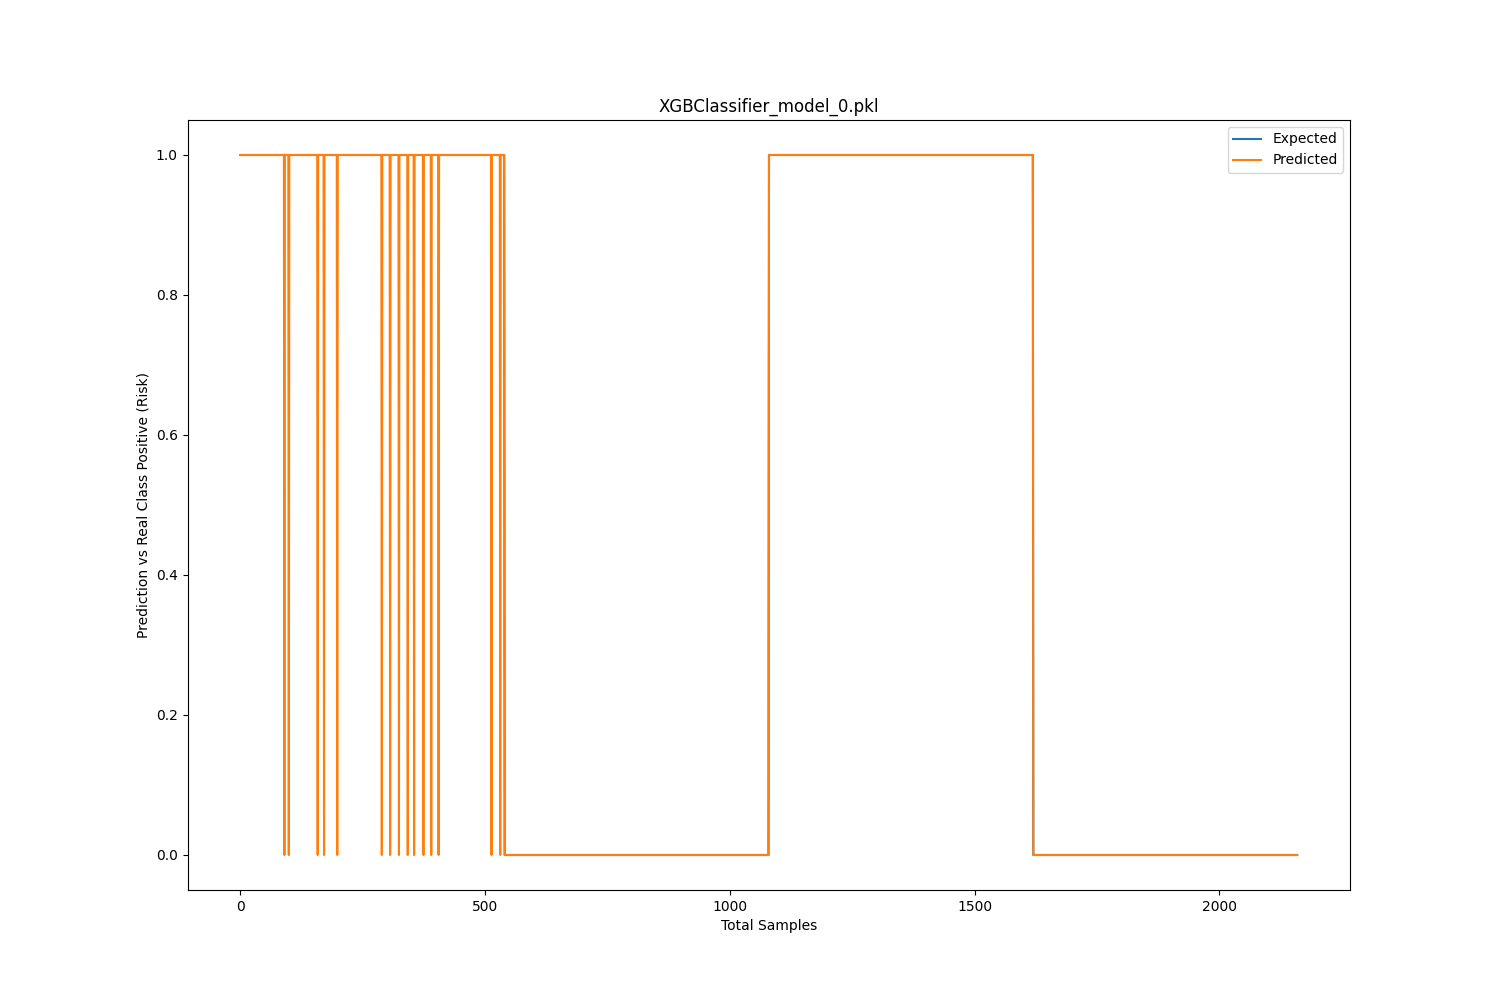 XGBClassifier_model_0.pkl
Expected
Predicted
Prediction vs Real Class Positive (Risk)
1.0
0.8
0.6
0.4
0.2
0.0
0
500
1000
1500
2000
Total Samples